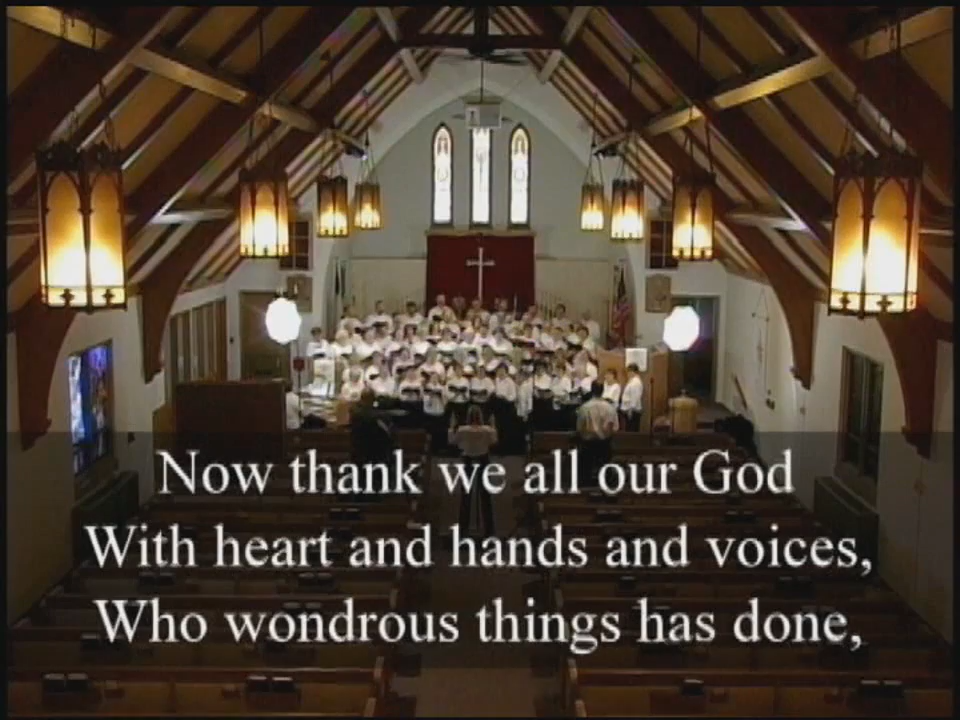 Now thank we all our God
With heart and hands and voices,
Who wondrous things has done,